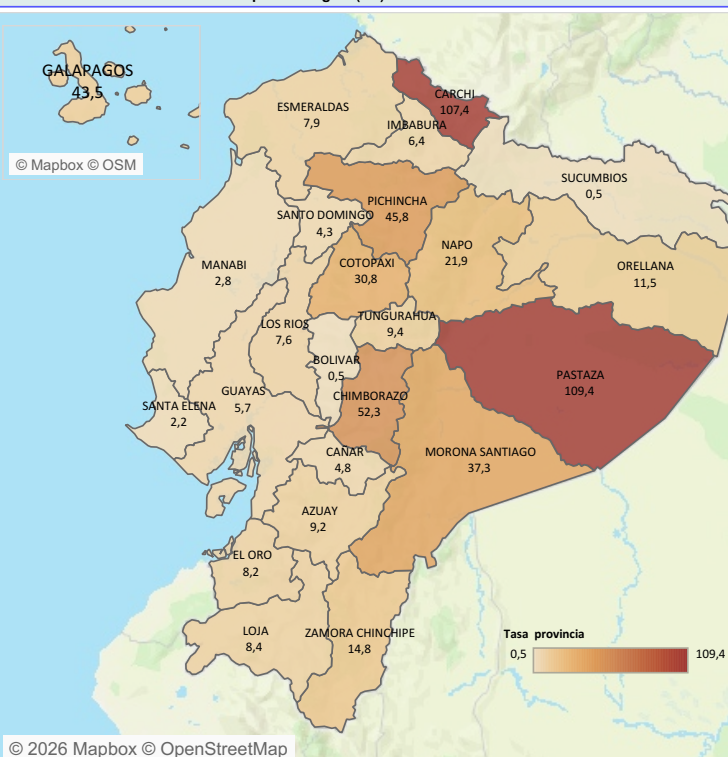 GALAPAGOS
43,5
© Mapbox © OSM
ESMERALDAS
7,9
CARCHI
107,4
IMBABURA
6,4
SUCUMBIOS
0,5
PICHINCHA
45,8
SANTO DOMINGO
4,3
NAPO
21,9
COTOPAXI
30,8
MANABI
2,8
ORELLANA
11,5
LOS RIOS
7,6
TUNGURAHUA
9,4
BOLIVAR
0,5
PASTAZA
109,4
GUAYAS
5,7
CHIMBORAZO
52,3
SANTA ELENA
2,2
CAÑAR
4,8
MORONA SANTIAGO
37,3
AZUAY
9,2
EL ORO
8,2
LOJA
8,4
ZAMORA CHINCHIPE
14,8
Tasa provincia
0,5
109,4
© 2026 Mapbox © OpenStreetMap